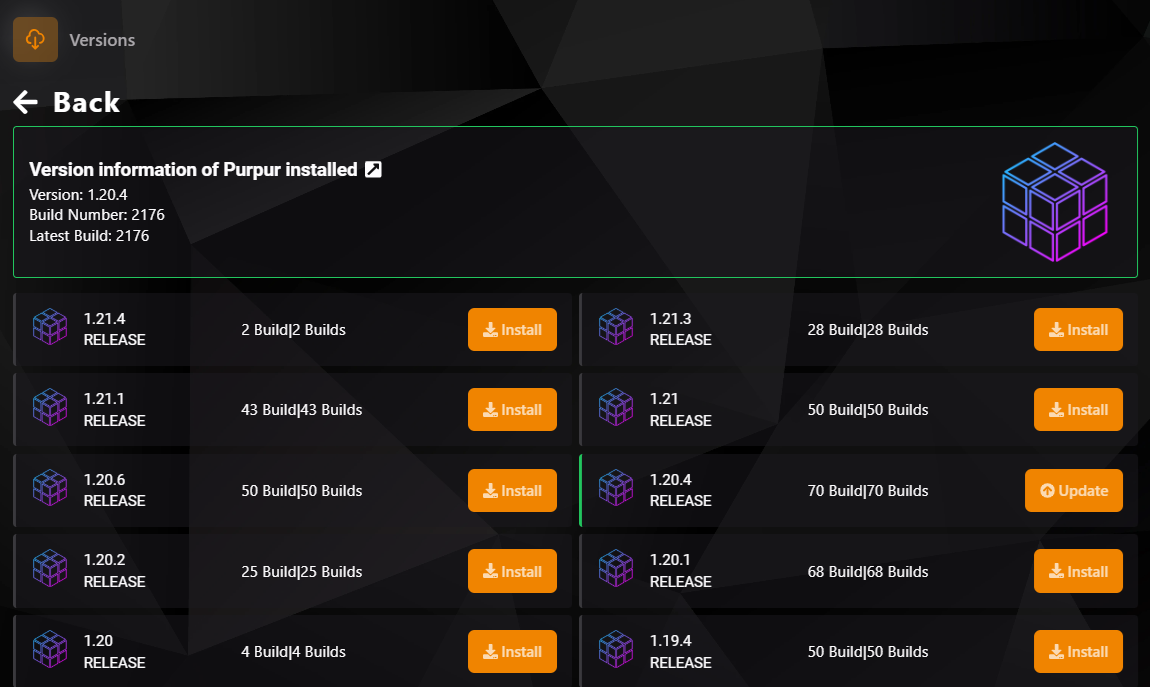 Versions
Back
Version information of Purpur installed
Version: 1.20.4
Build Number: 2176
Latest Build: 2176
1.21.4
RELEASE
2 Build|2 Builds
Install
1.21.3
RELEASE
28 Build|28 Builds
Install
1.21.1
RELEASE
43 Build|43 Builds
Install
1.21
RELEASE
50 Build|50 Builds
Install
1.20.6
RELEASE
50 Build|50 Builds
Install
1.20.4
RELEASE
70 Build|70 Builds
Update
1.20.2
RELEASE
25 Build|25 Builds
Install
1.20.1
RELEASE
68 Build|68 Builds
Install
1.20
RELEASE
4 Build|4 Builds
Install
1.19.4
RELEASE
50 Build|50 Builds
Install